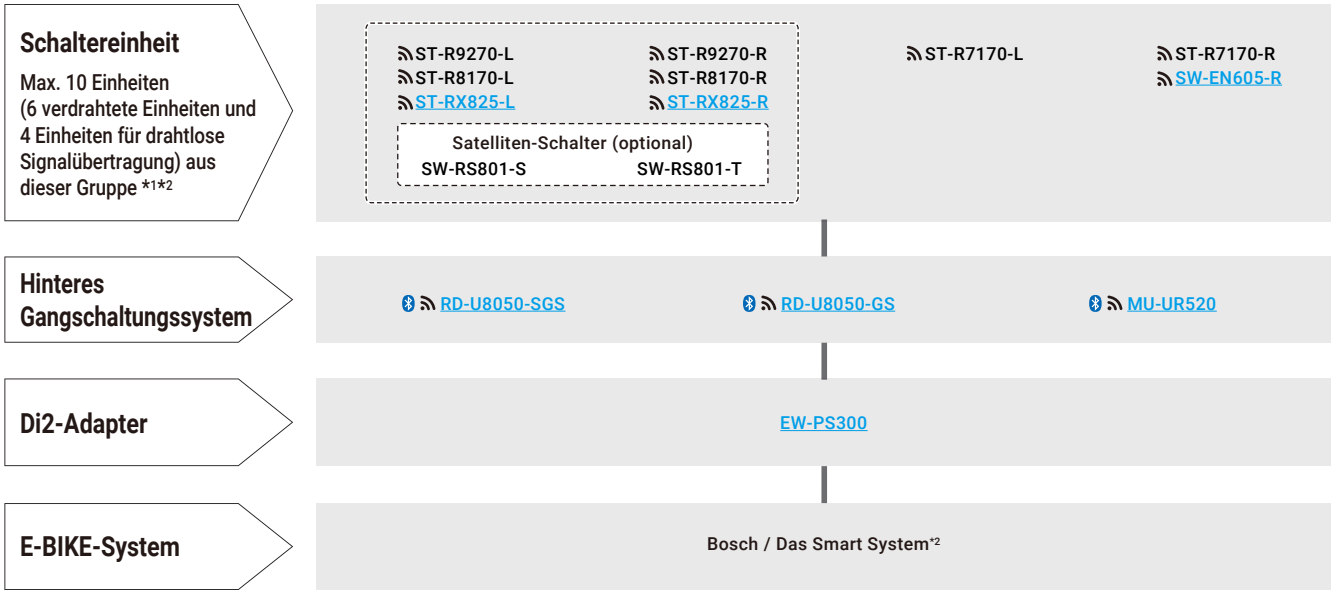 Schaltereinheit
Max. 10 Einheiten
(6 verdrahtete Einheiten und
4 Einheiten für drahtlose
Signalübertragung) aus
dieser Gruppe *1*2
ST-R9270-L
ST-R8170-L
ST-RX825-L
ST-R9270-R
ST-R8170-R
ST-RX825-R
Satelliten-Schalter (optional)
SW-RS801-S SW-RS801-T
ST-R7170-L
ST-R7170-R
SW-EN605-R
Hinteres
Gangschaltungssystem
RD-U8050-SGS RD-U8050-GS MU-UR520
Di2-Adapter
EW-PS300
E-BIKE-System
Bosch / Das Smart System*2